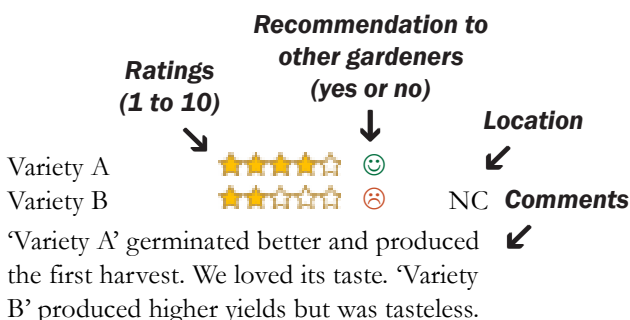 Recommendation to
other gardeners
(yes or no)
Ratings
(1 to 10)
Location
Variety A
Variety B NC Comments
‘Variety A’ germinated better and produced
the first harvest. We loved its taste. ‘Variety
B’ produced higher yields but was tasteless.